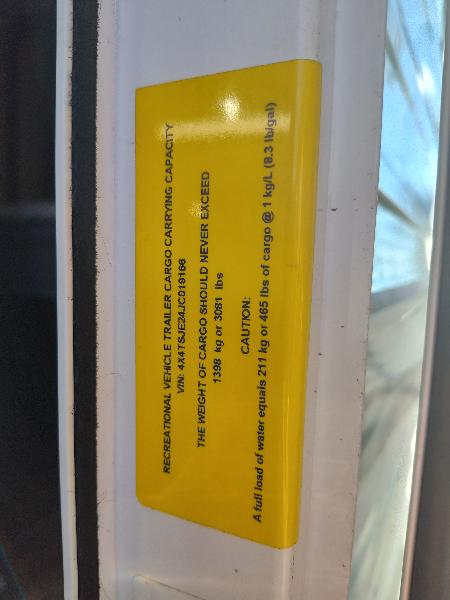 RECREATIONAL VEHICLE TRAILER CARGO CARRYING CAPACITY
VIN: 4X4TSJE24JC019166
THE WEIGHT OF CARGO SHOULD NEVER EXCEED
1398 kg or 3081 lbs
CAUTION:
A full load of water equals 211 kg or 465 lbs of cargo @ 1 kg/L (8.3 lb/gal)